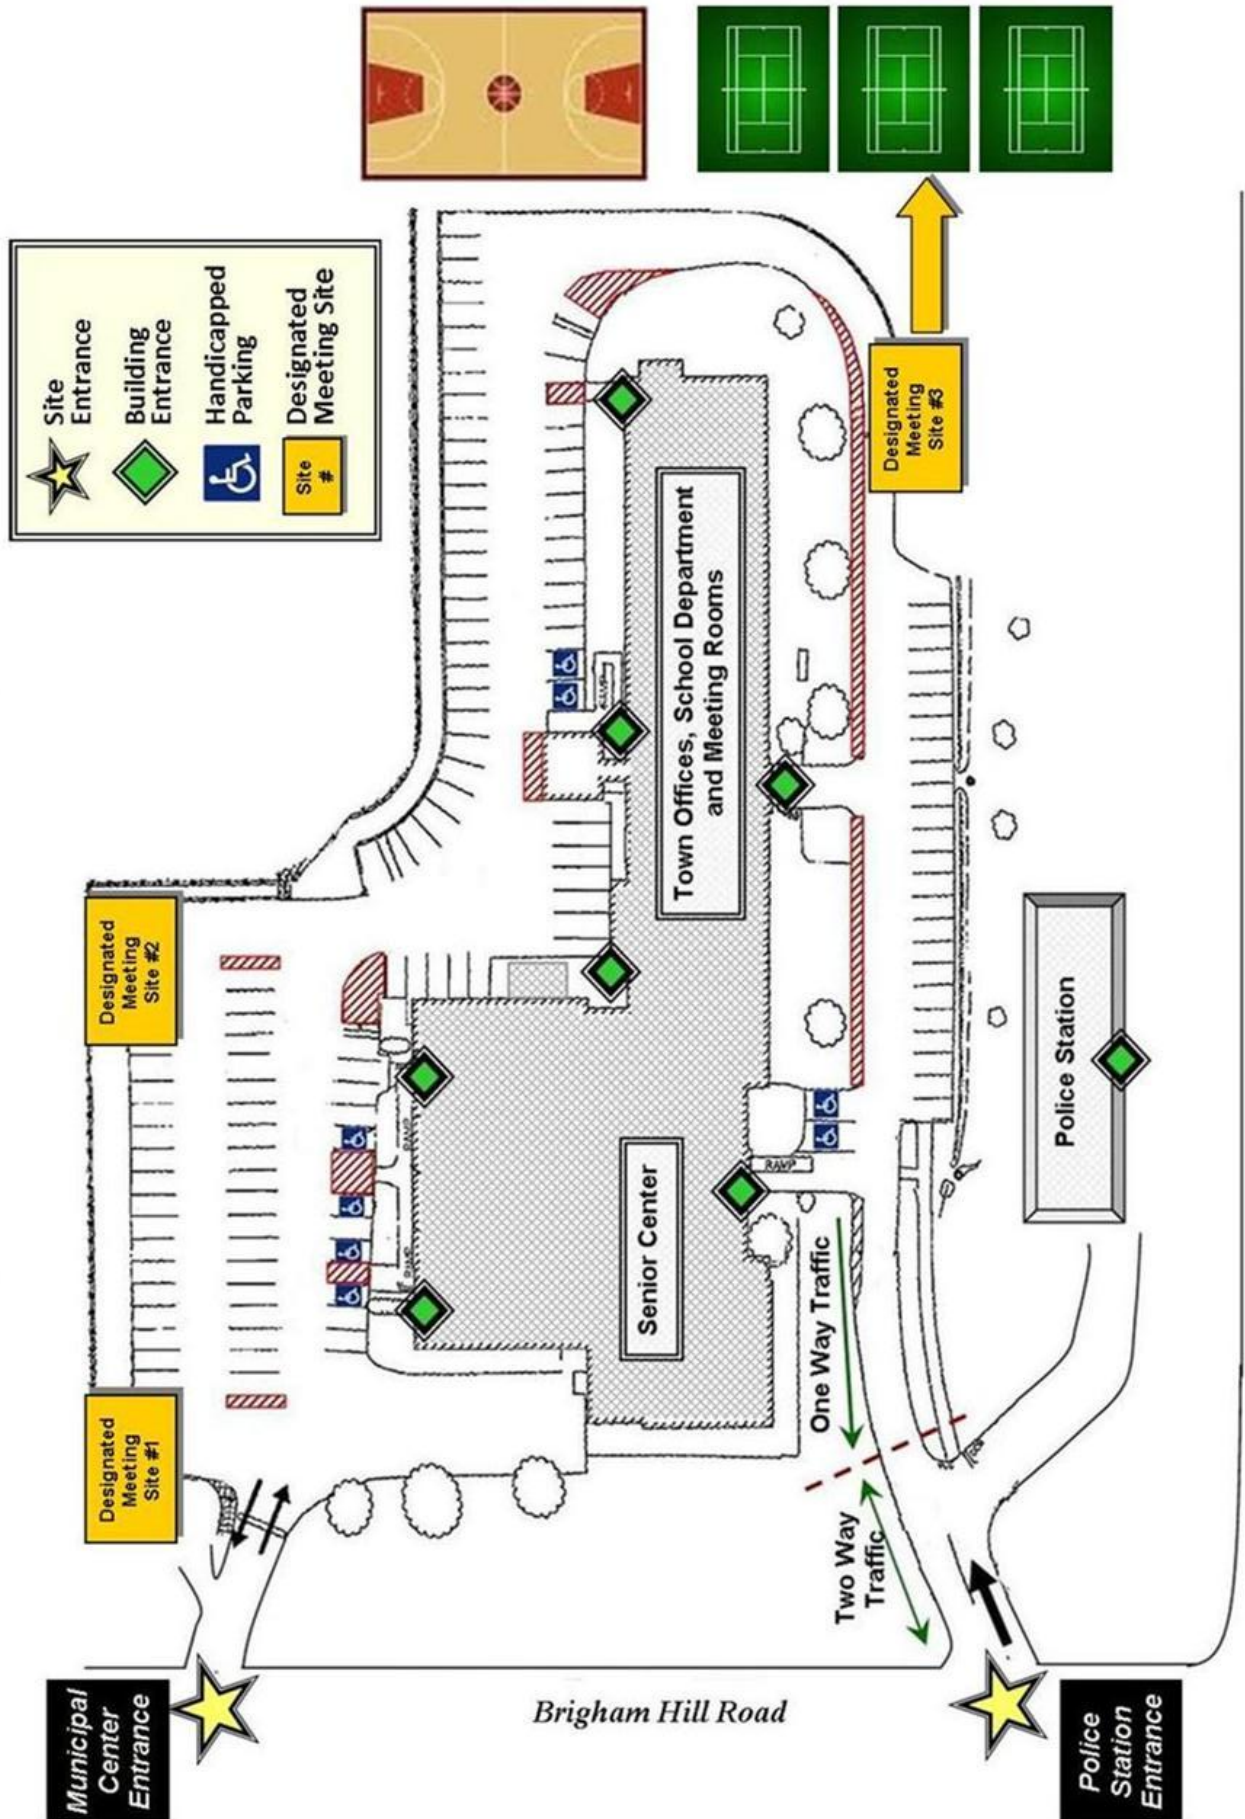 Site
Entrance
Building
Entrance
Handicapped
Parking
Site
#
Designated
Meeting Site
Designated
Meeting
Site #1
Designated
Meeting
Site #2
Designated
Meeting
Site #3
Town Offices, School Department
and Meeting Rooms
Senior Center
Police Station
RAMP
RAMP
RAMP
One Way Traffic
Two Way
Traffic
Municipal
Center
Entrance
Brigham Hill Road
Police
Station
Entrance